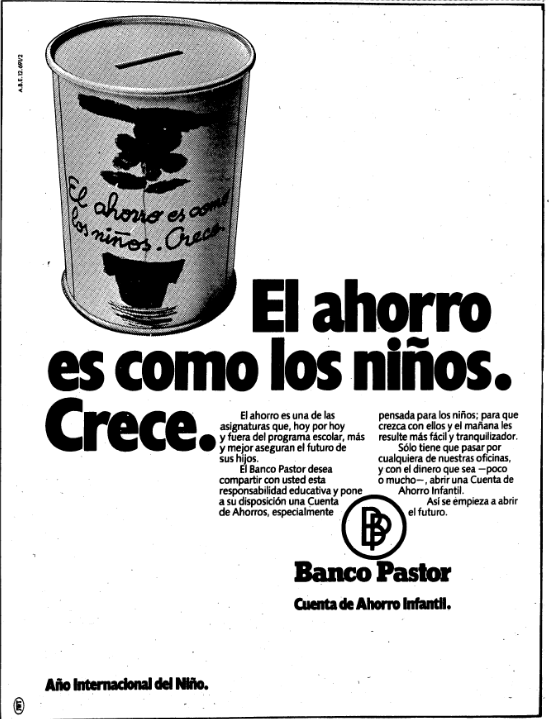 El ahorro es como
los niños. Crece.
El ahorro
es como los niños.
Crece.
El ahorro es una de las
asignaturas que, hoy por hoy
y fuera del programa escolar, más
y mejor aseguran el futuro de
sus hijos.
El Banco Pastor desea
compartir con usted esta
responsabilidad educativa y pone
a su disposición una Cuenta
de Ahorros, especialmente
pensada para los niños; para que
crezca con ellos y el mañana les
resulte más fácil y tranquilizador.
Sólo tiene que pasar por
cualquiera de nuestras oficinas,
y con el dinero que sea —poco
o mucho—, abrir una Cuenta de
Ahorro Infantil.
Así se empieza a abrir
el futuro.
Banco Pastor
Cuenta de Ahorro Infantil.
Año Internacional del Niño.